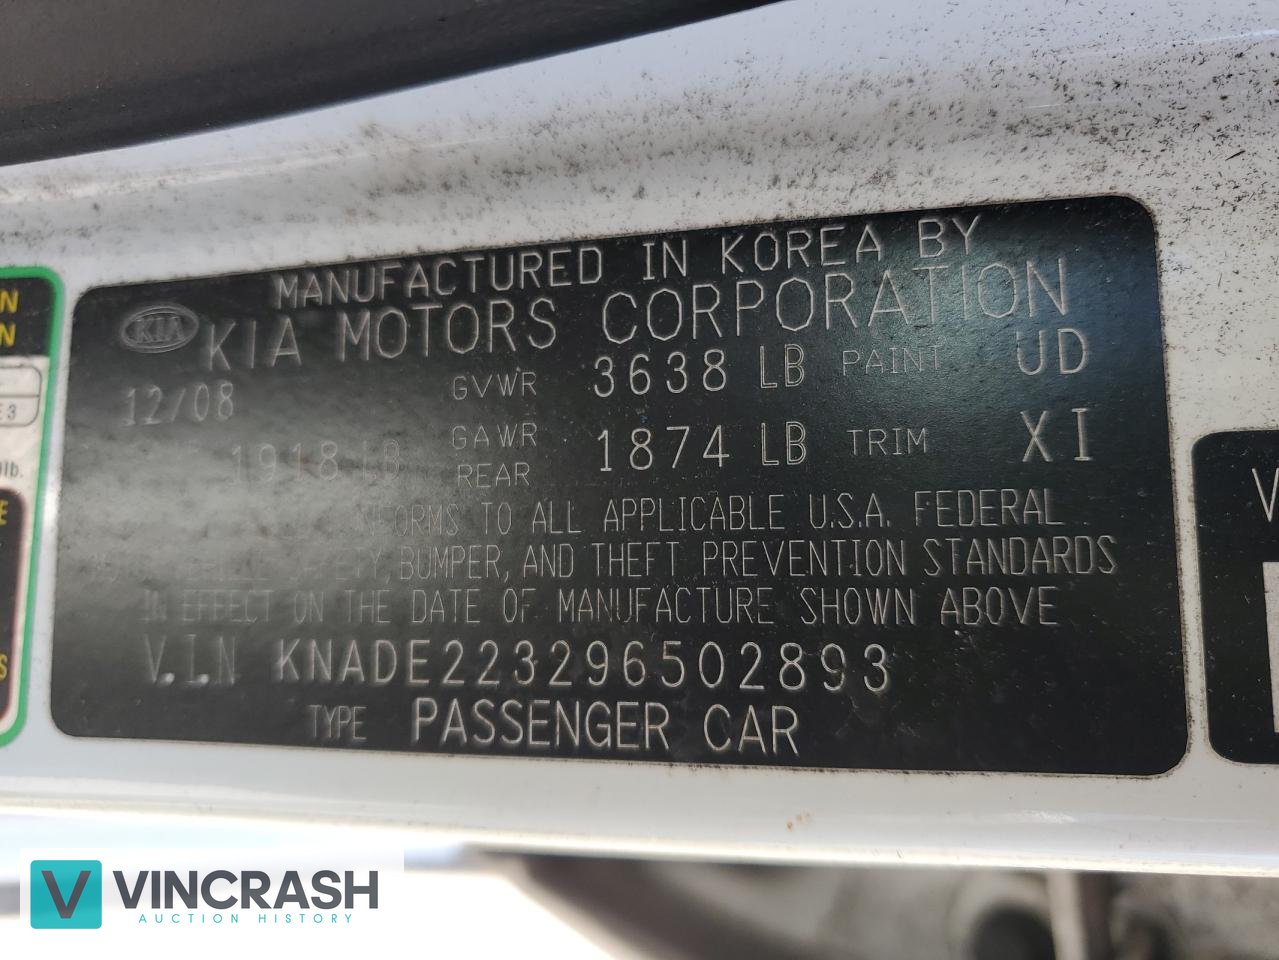 MANUFACTURED IN KOREA BY
KIA KIA MOTORS CORPORATION
12/08 GVWR 3638 LB PAINT UD
1918 LB GAWR REAR 1874 LB TRIM XI
TO ALL APPLICABLE U.S.A. FEDERAL
BUMPER, AND THEFT PREVENTION STANDARDS
IN EFFECT ON THE DATE OF MANUFACTURE SHOWN ABOVE
V.I.N KNADE223296502893
TYPE PASSENGER CAR
VINCRASH
AUCTION HISTORY